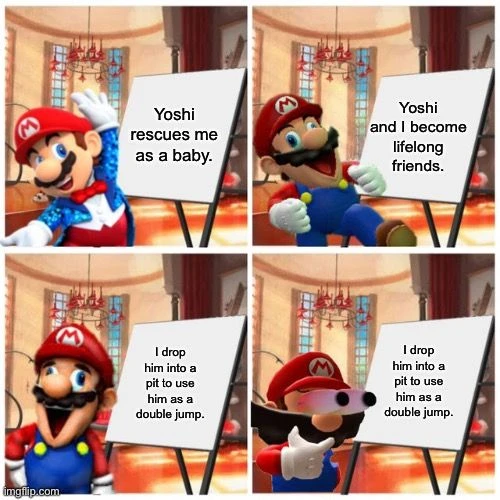 Yoshi
rescues me
as a baby.
Yoshi
and I become
lifelong
friends.
I drop
him into a
pit to use
him as a
double jump.
I drop
him into a
pit to use
him as a
double jump.
M
M
M
M
imgflip.com